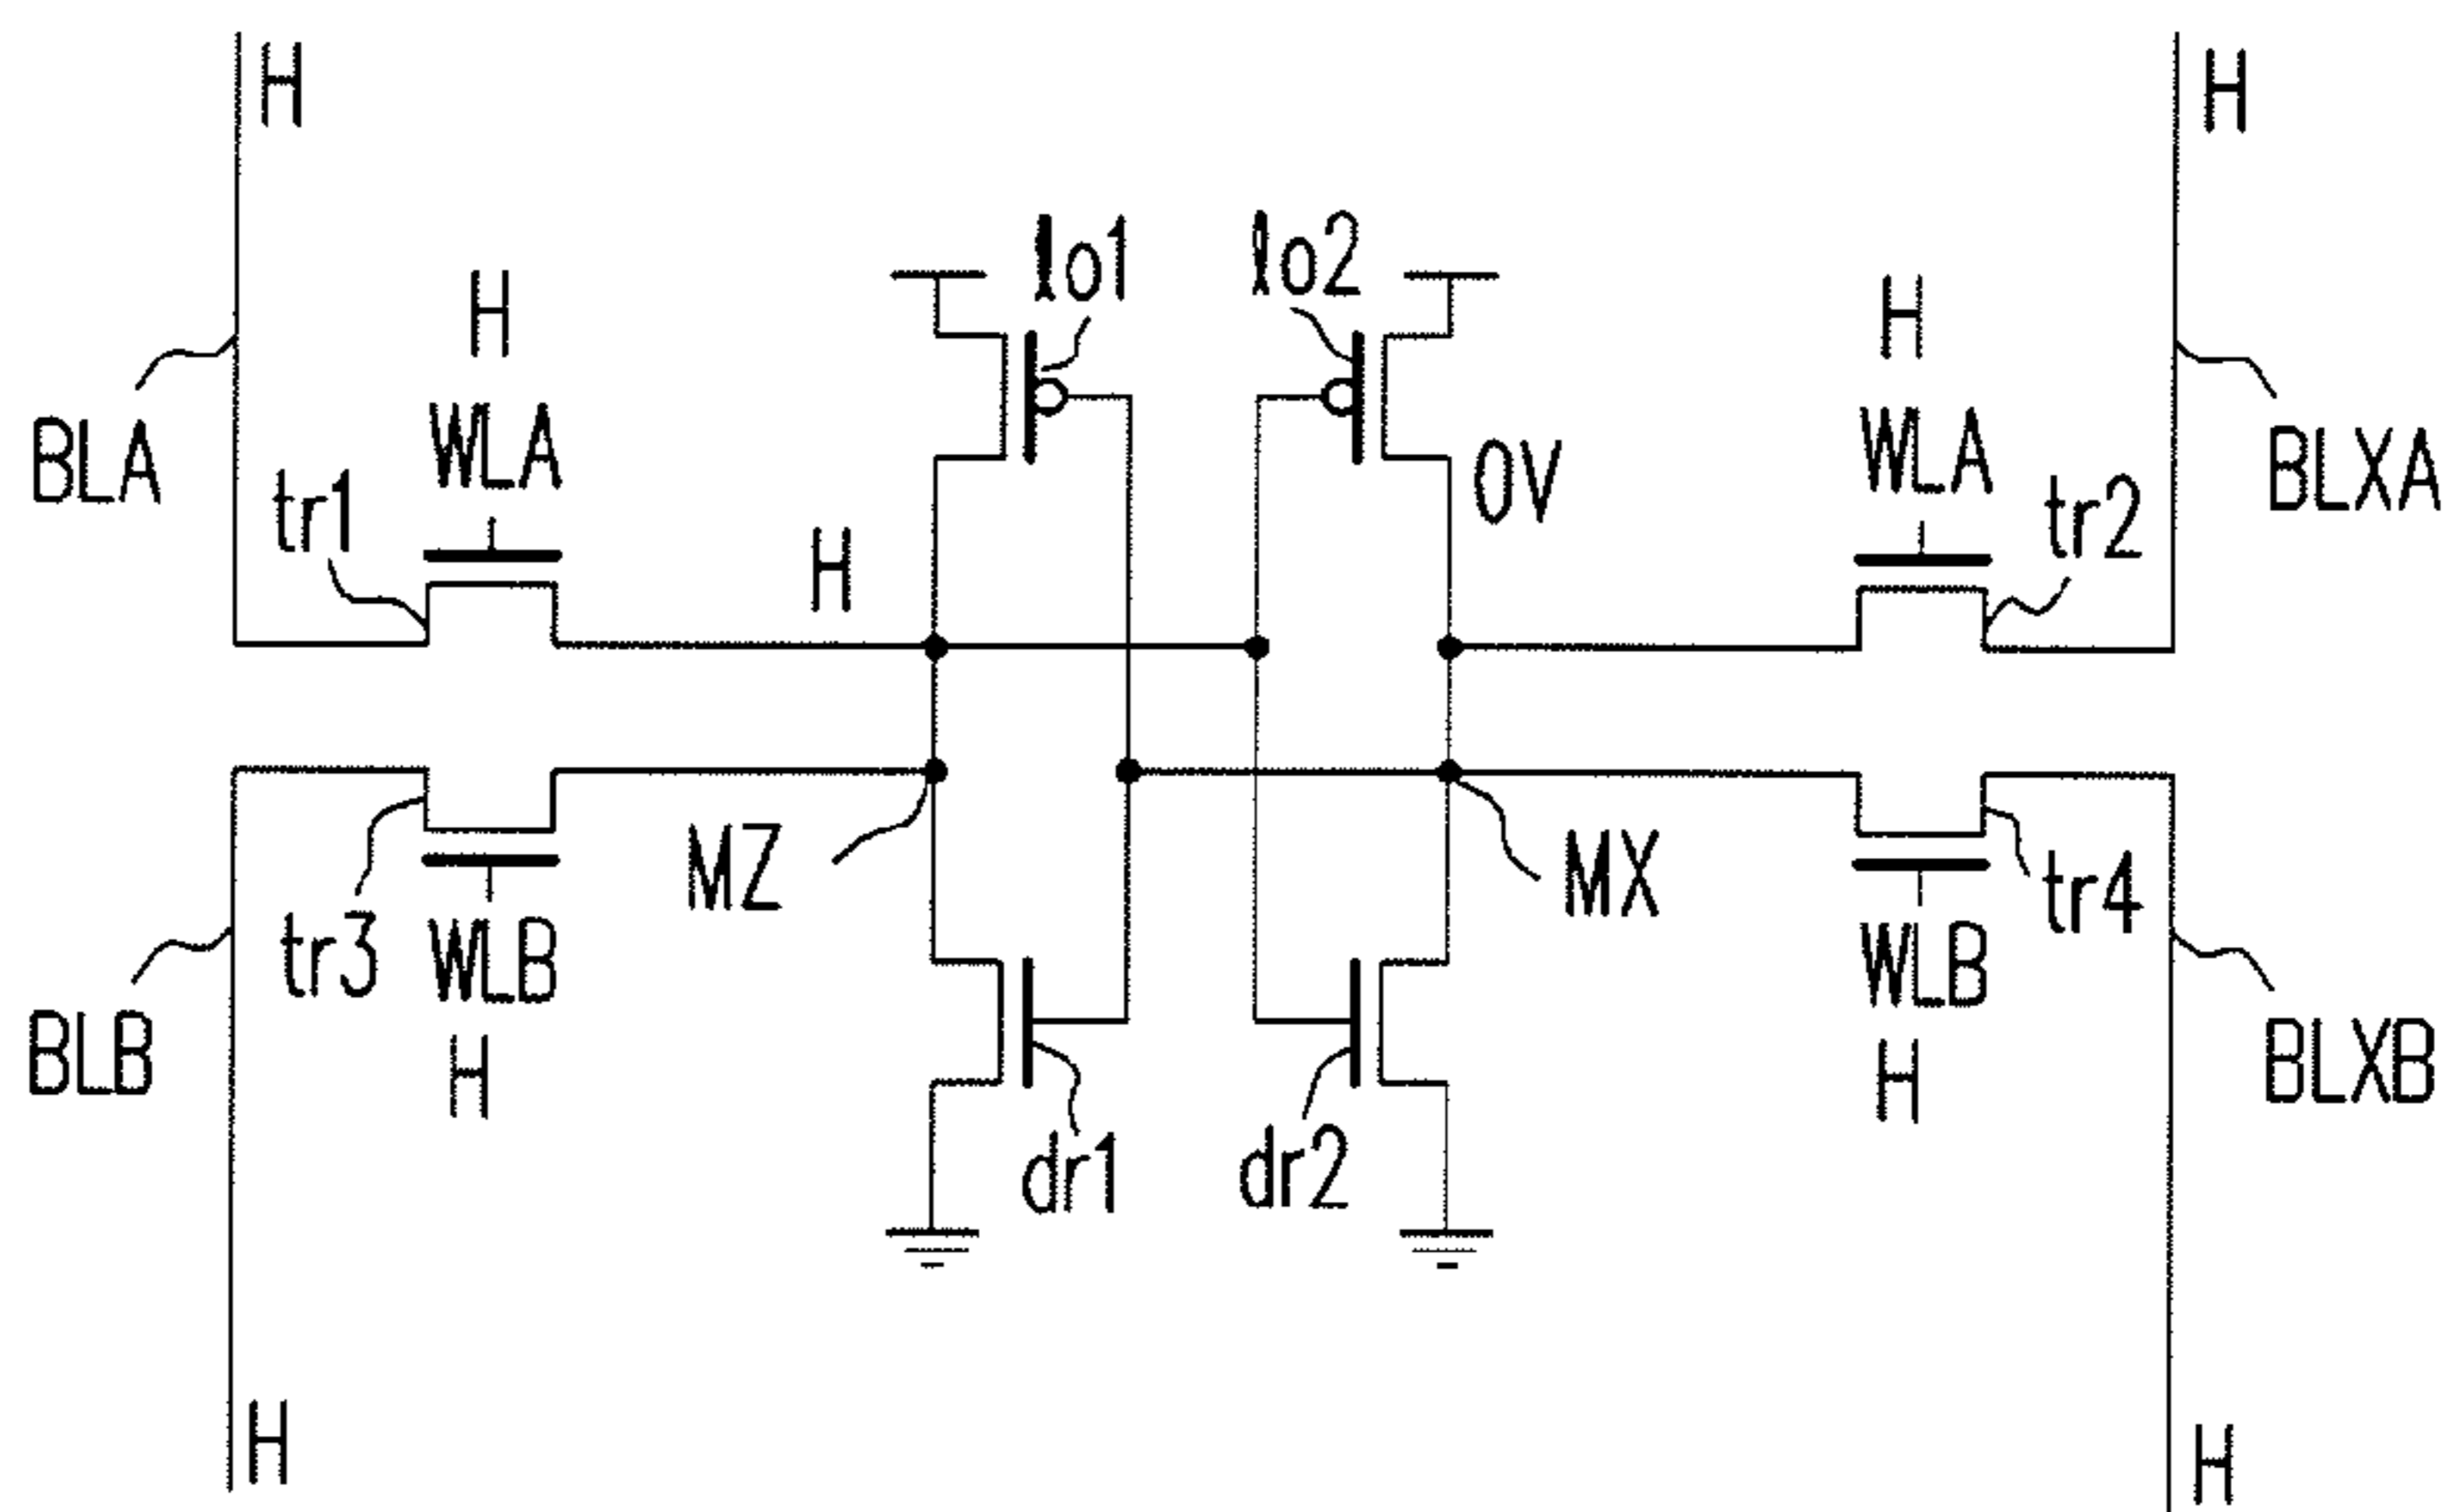 H
H
lo1
lo2
H
H
BLA
WLA
tr1
H
0V
WLA
tr2
BLXA
MZ
MX
tr3
WLB
H
tr4
WLB
H
BLB
BLXB
dr1
dr2
H
H